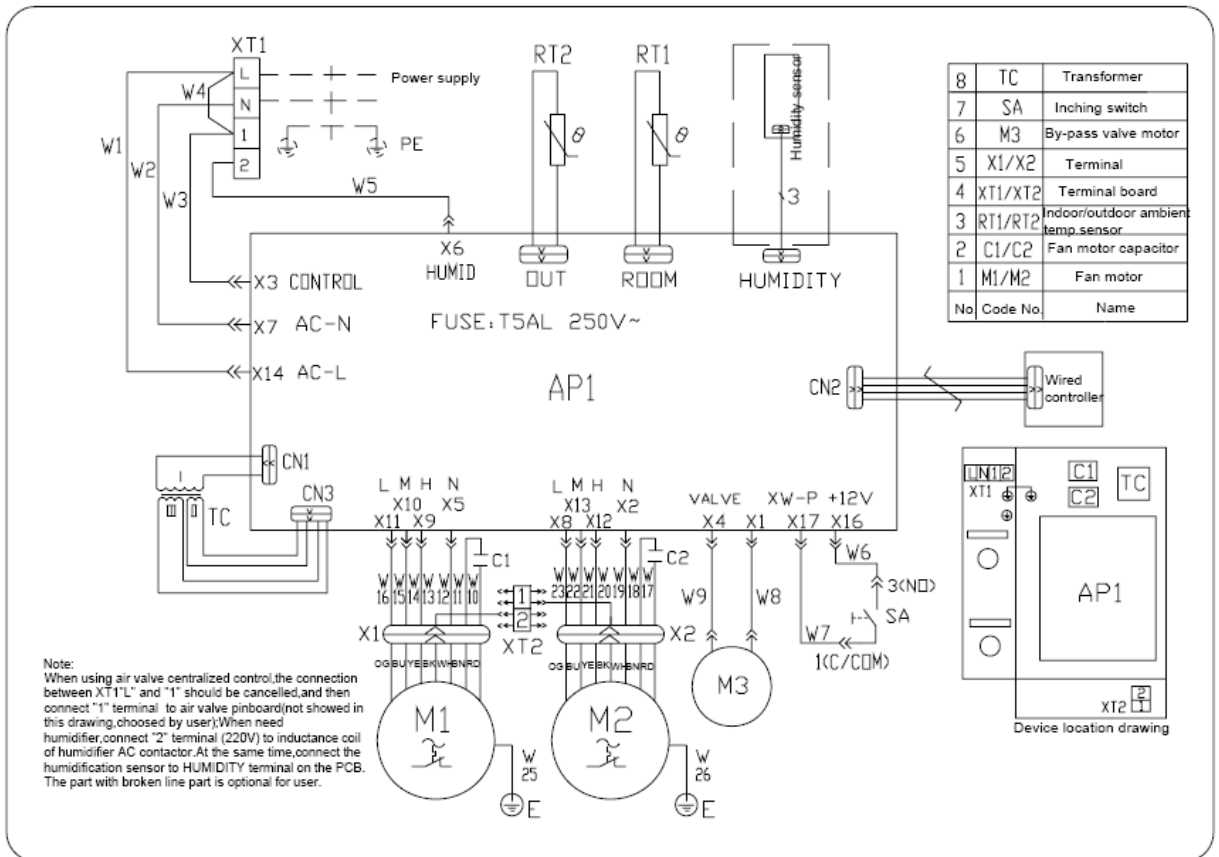 XT1
L
N
1
2
Power supply
PE
W4
W1
W2
W3
W5
RT2
θ
RT1
θ
Humidity sensor
3
8 TC Transformer
7 SA Inching switch
6 M3 By-pass valve motor
5 X1/X2 Terminal
4 XT1/XT2 Terminal board
3 RT1/RT2 Indoor/outdoor ambient
temp.sensor
2 C1/C2 Fan motor capacitor
1 M1/M2 Fan motor
No. Code No. Name
X6
HUMID
OUT
ROOM
HUMIDITY
X3 CONTROL
X7 AC-N
X14 AC-L
FUSE:T5AL 250V~
AP1
CN2
Wired
controller
CN1
CN3
I
III
II
TC
L M H N
X10 X5
X11 X9
L M H N
X13 X2
X8 X12
VALVE XW-P +12V
X4 X1 X17 X16
C1
C2
W W W W W W W
16 15 14 13 12 11 10
W W W W W W W
23 22 21 20 19 18 17
1
2
XT2
X1
X2
OG BU YE BK WH BN RD
OG BU YE BK WH BN RD
M1
M2
W
25
E
W
26
E
W9
W8
M3
W6
3(NO)
SA
W7
1(C/COM)
L N 1 2
XT1
C1
C2
TC
AP1
XT2
2
1
Device location drawing
Note:
When using air valve centralized control,the connection
between XT1"L" and "1" should be cancelled,and then
connect "1" terminal to air valve pinboard(not showed in
this drawing,choosed by user);When need
humidifier,connect "2" terminal (220V) to inductance coil
of humidifier AC contactor.At the same time,connect the
humidification sensor to HUMIDITY terminal on the PCB.
The part with broken line part is optional for user.